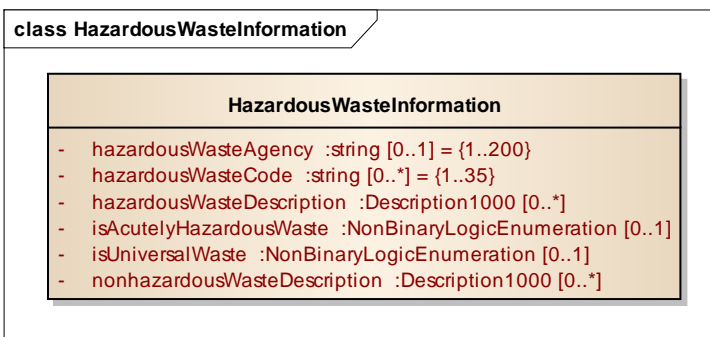 class HazardousWasteInformation
HazardousWasteInformation
- hazardousWasteAgency :string [0..1] = {1..200}
- hazardousWasteCode :string [0..*] = {1..35}
- hazardousWasteDescription :Description1000 [0..*]
- isAcutelyHazardousWaste :NonBinaryLogicEnumeration [0..1]
- isUniversalWaste :NonBinaryLogicEnumeration [0..1]
- nonhazardousWasteDescription :Description1000 [0..*]